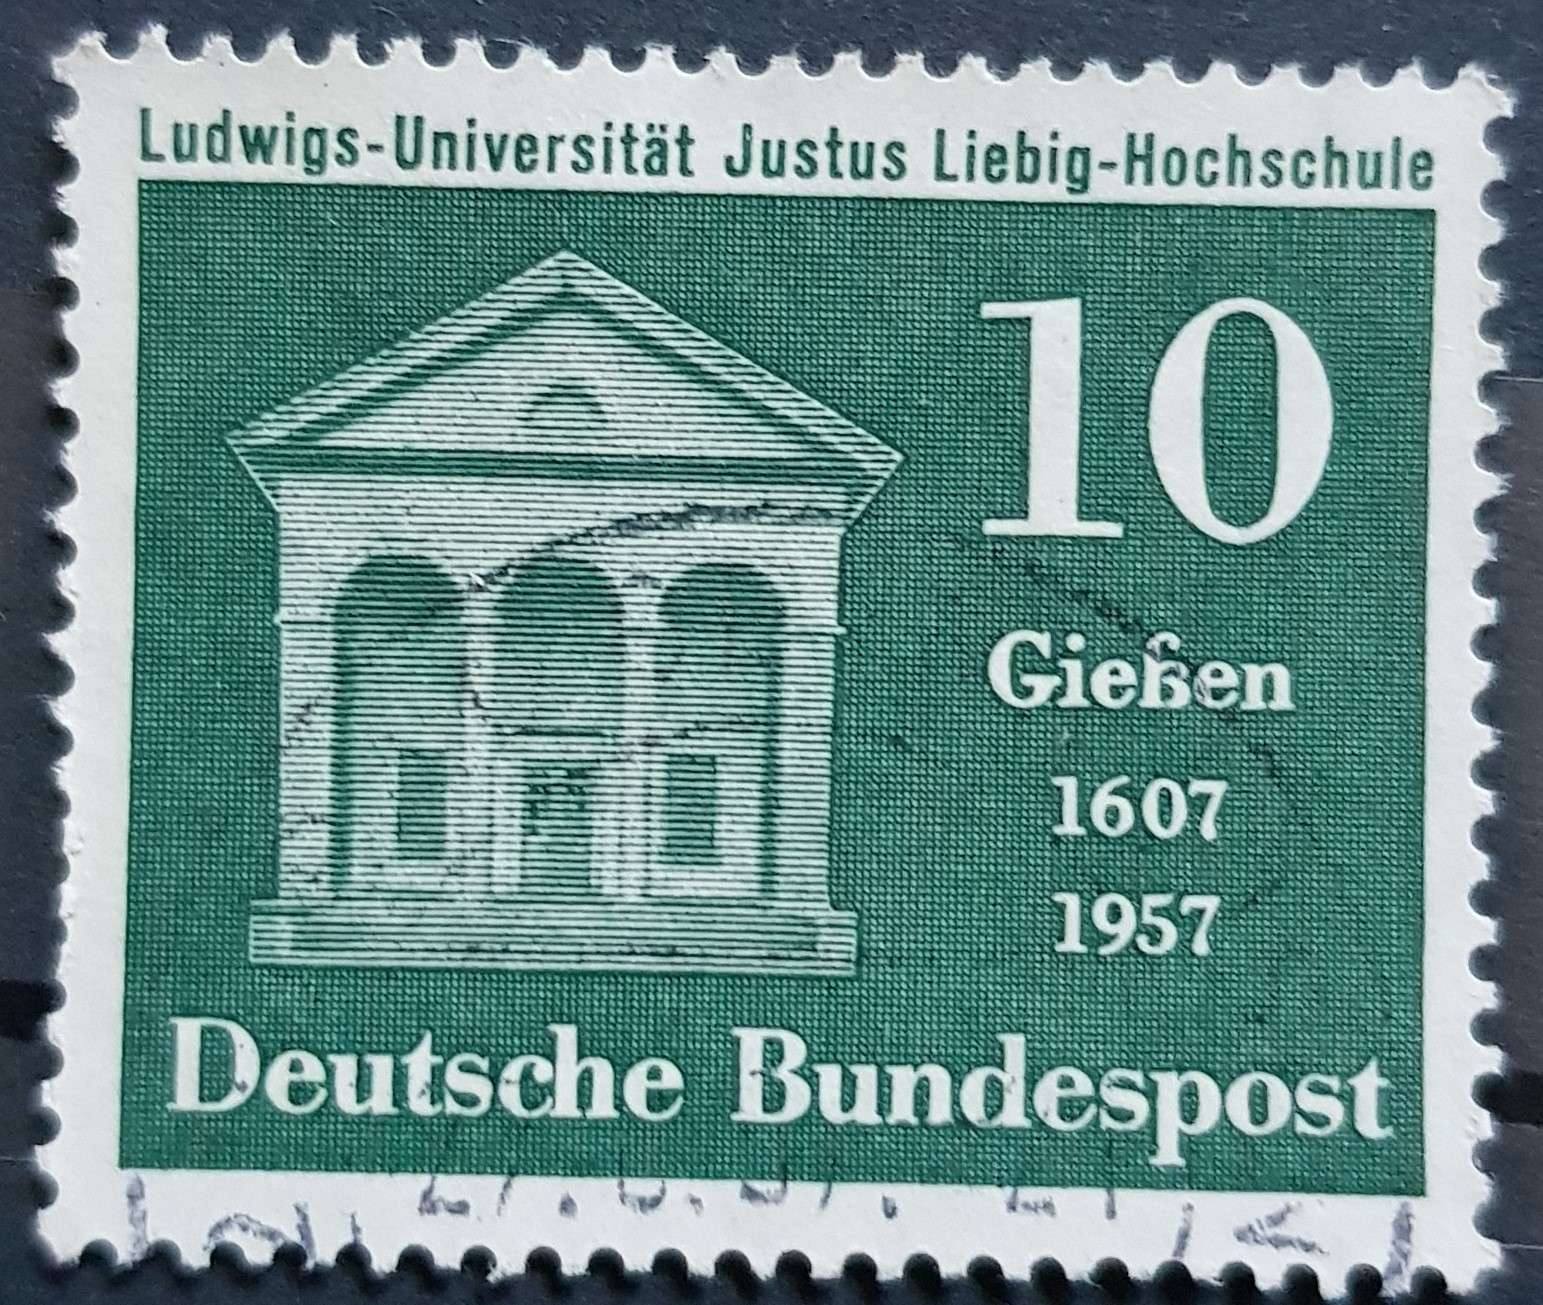 Ludwigs-Universität Justus Liebig-Hochschule
10
Gießen
1607
1957
Deutsche Bundespost